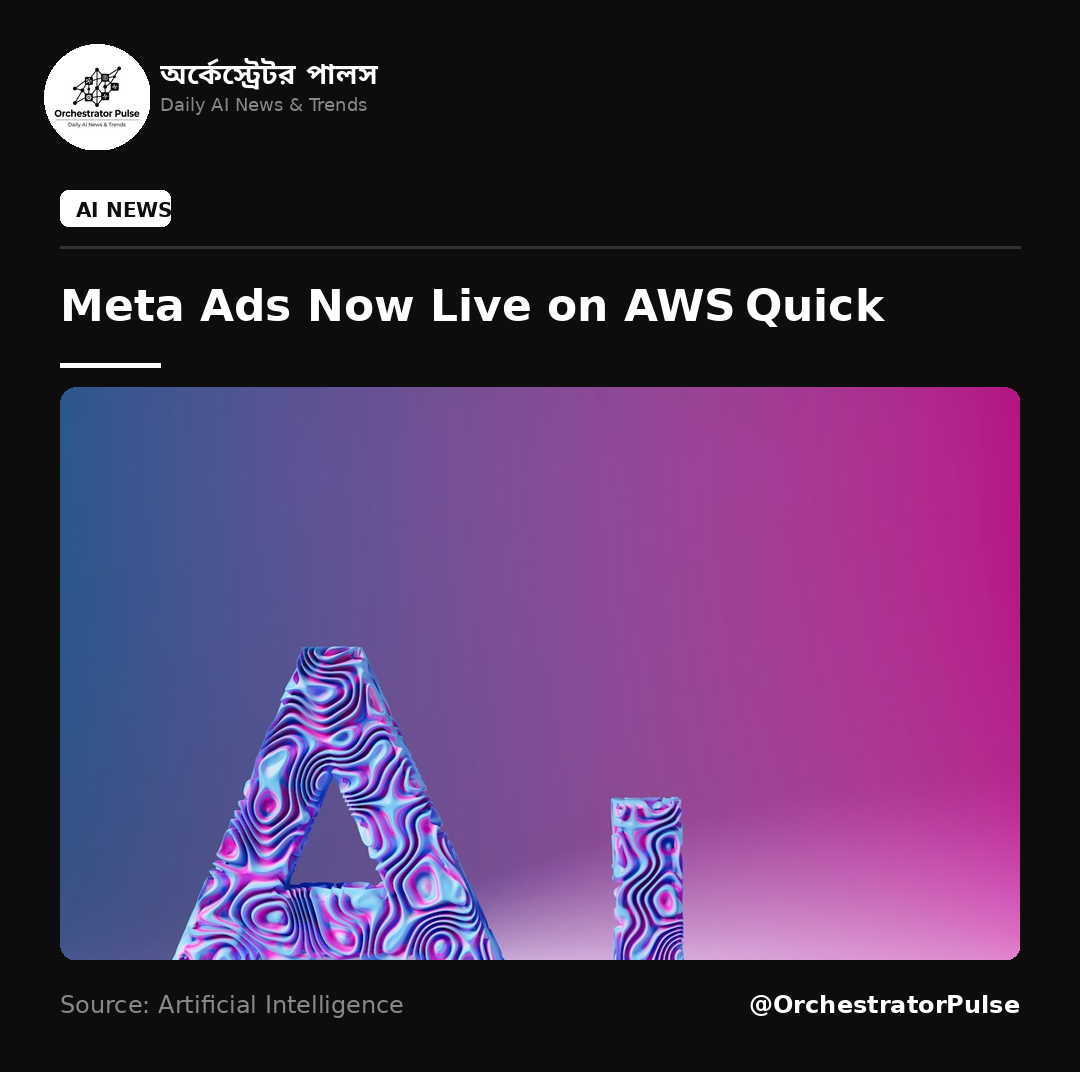 অর্কেস্ট্রেটর পালস
Daily AI News & Trends
Orchestrator Pulse
Daily AI News & Trends
AI NEWS
Meta Ads Now Live on AWS Quick
AI
Source: Artificial Intelligence
@OrchestratorPulse